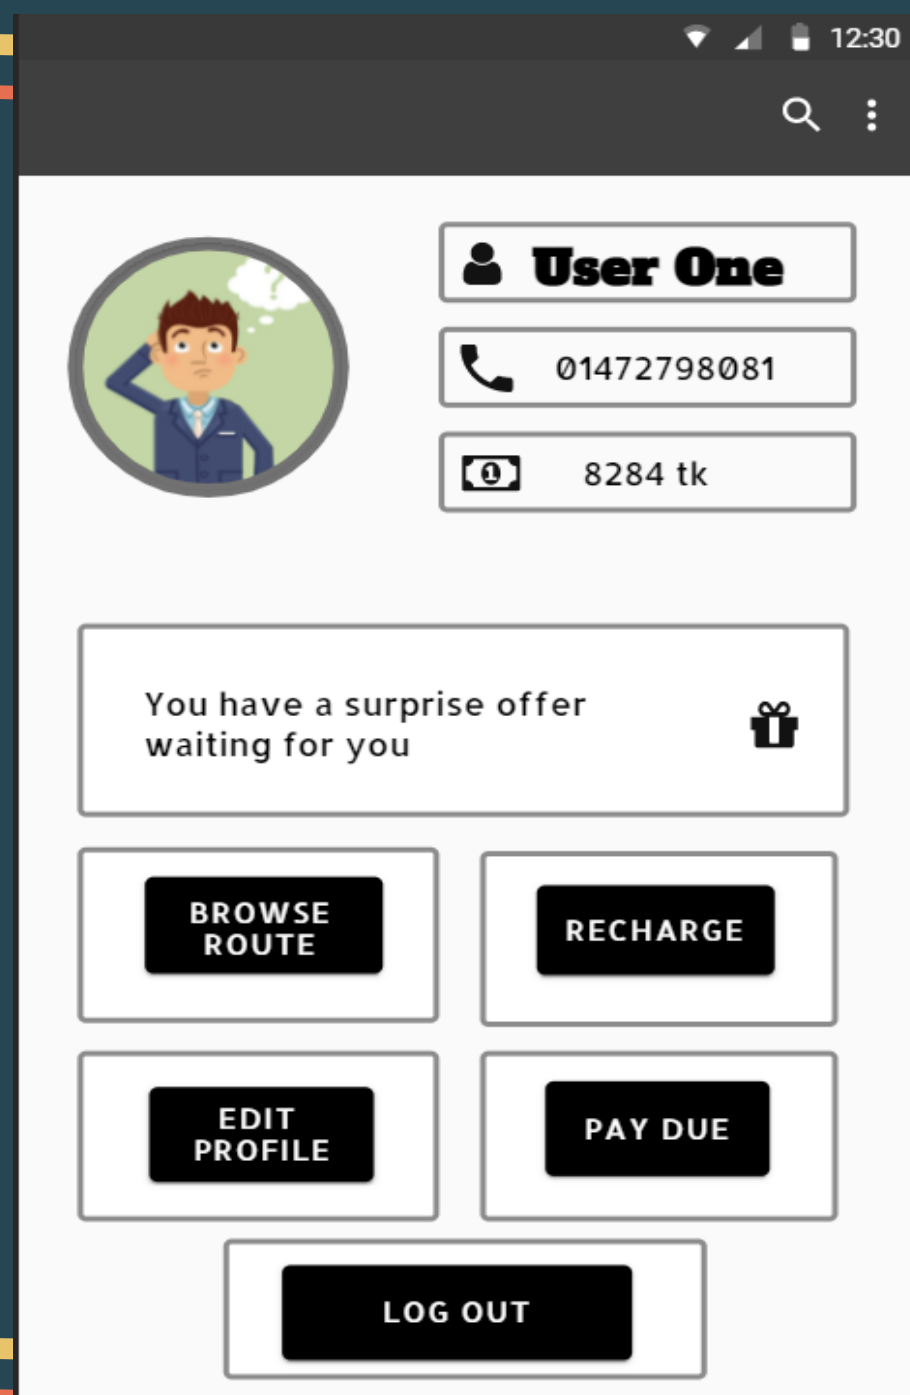 12:30
User One
01472798081
8284 tk
You have a surprise offer
waiting for you
BROWSE
ROUTE
RECHARGE
EDIT
PROFILE
PAY DUE
LOG OUT